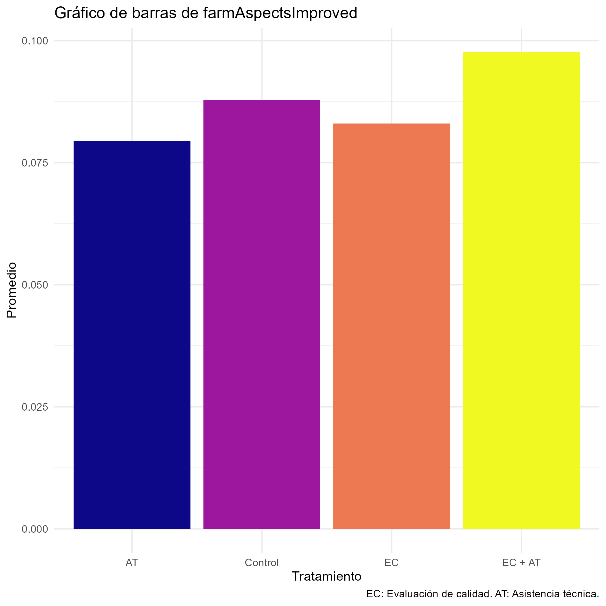 Gráfico de barras de farmAspectsImproved
0.100
0.075
0.050
0.025
0.000
Promedio
AT Control EC EC + AT
Tratamiento
EC: Evaluación de calidad. AT: Asistencia técnica.